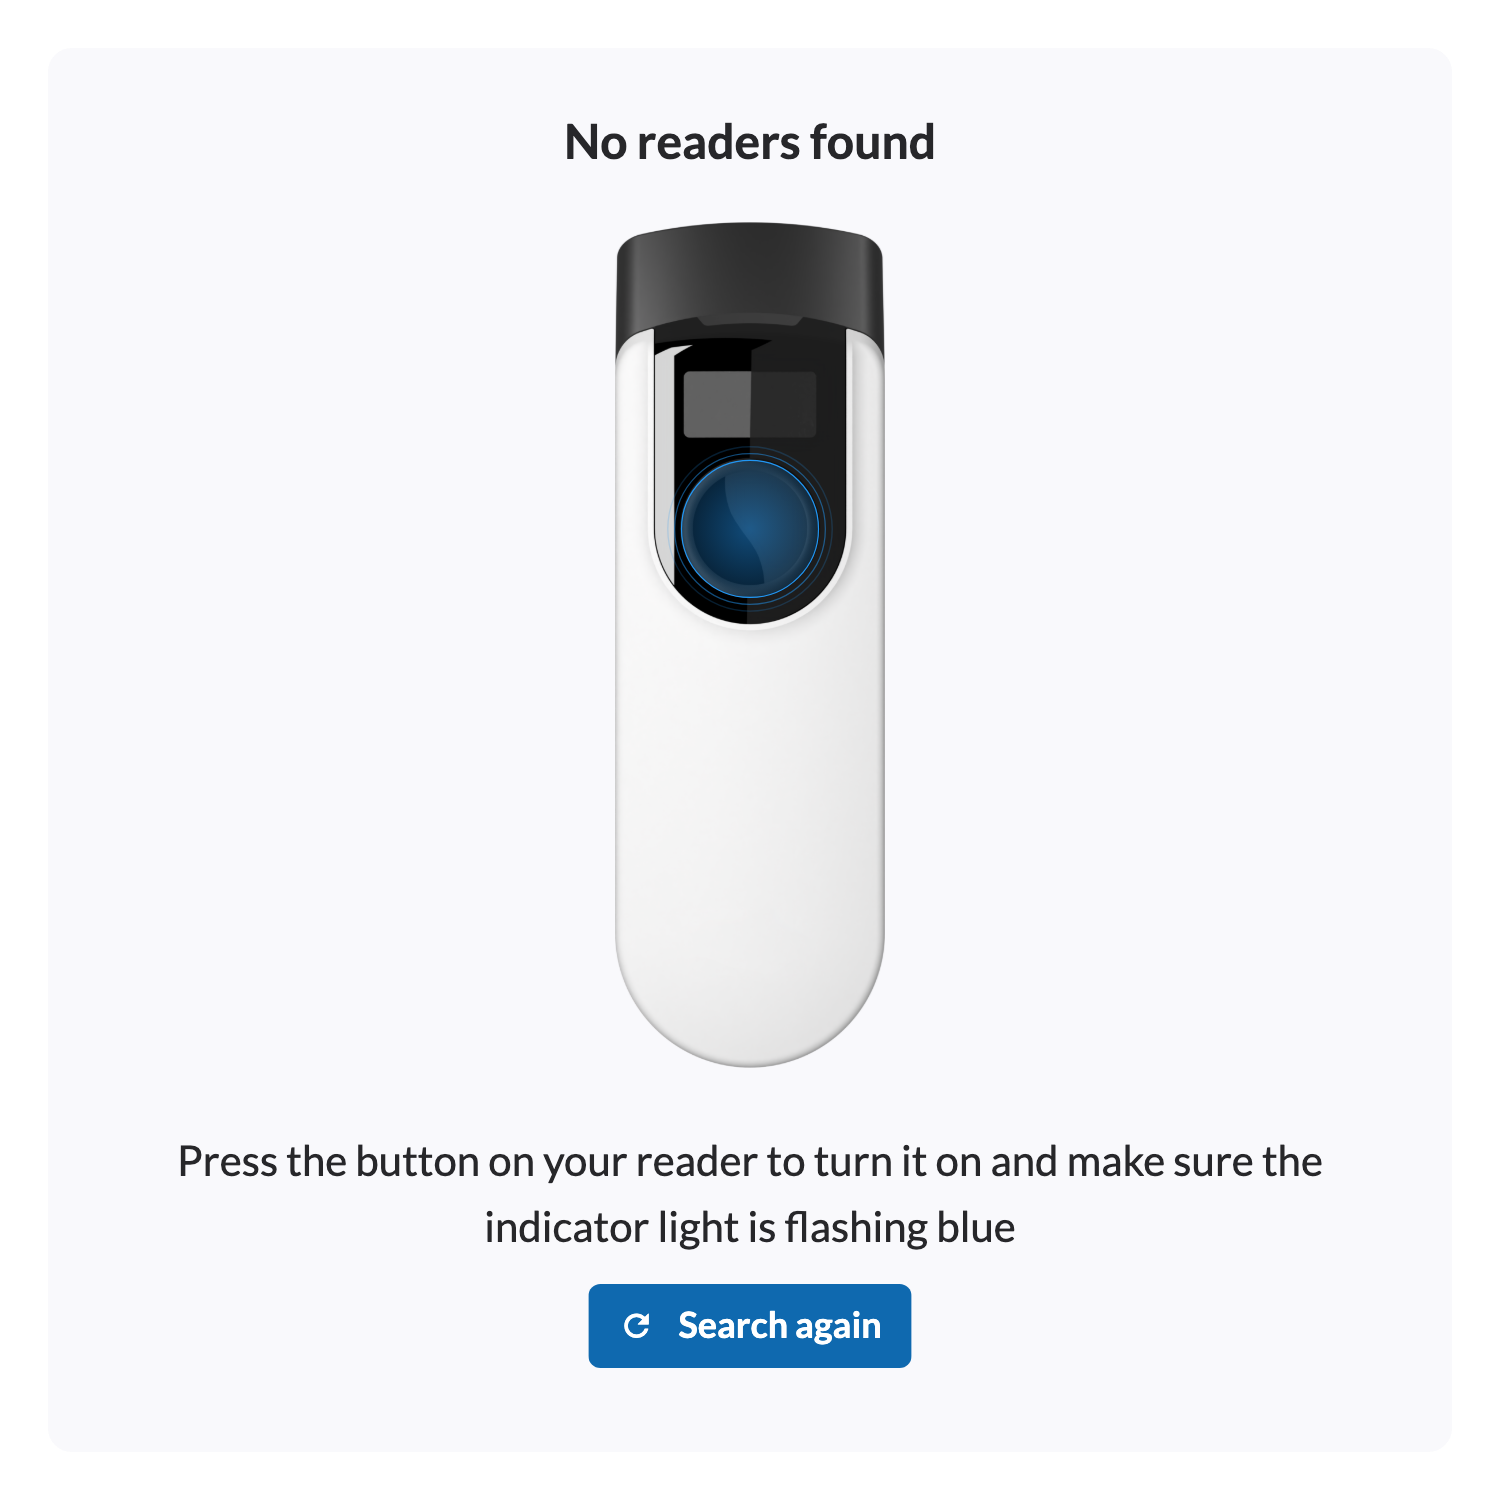 No readers found
Press the button on your reader to turn it on and make sure the
indicator light is flashing blue
Search again